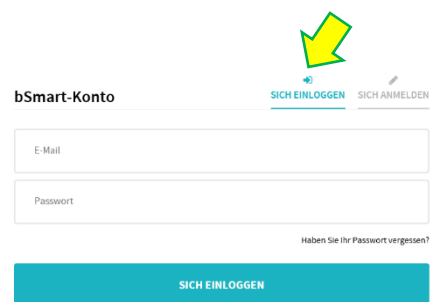 bSmart-Konto
SICH EINLOGGEN
SICH ANMELDEN
E-Mail
Passwort
Haben Sie Ihr Passwort vergessen?
SICH EINLOGGEN